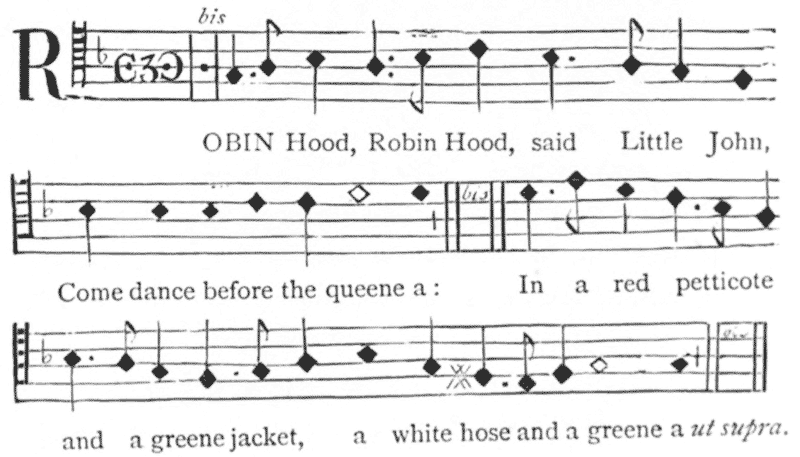 bis
ROBIN Hood, Robin Hood, said Little John,
bis
Come dance before the queene a: In a red petticote
and a greene jacket, a white hose and a greene a ut supra.